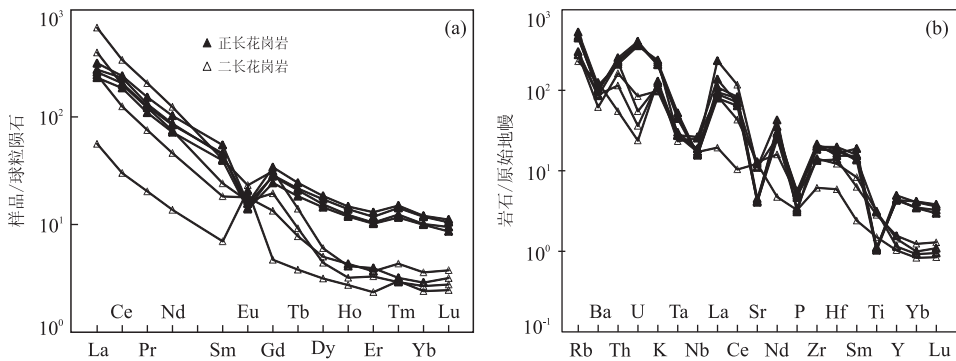 10³
10²
10¹
10⁰
样品/球粒陨石
(a)
正长花岗岩
二长花岗岩
Ce Nd Eu Tb Ho Tm Lu
La Pr Sm Gd Dy Er Yb
10³
10²
10¹
10⁰
10⁻¹
岩石/原始地幔
(b)
Ba Th U Ta La Sr P Hf Ti Yb
Rb K Nb Ce Nd Zr Sm Y Lu